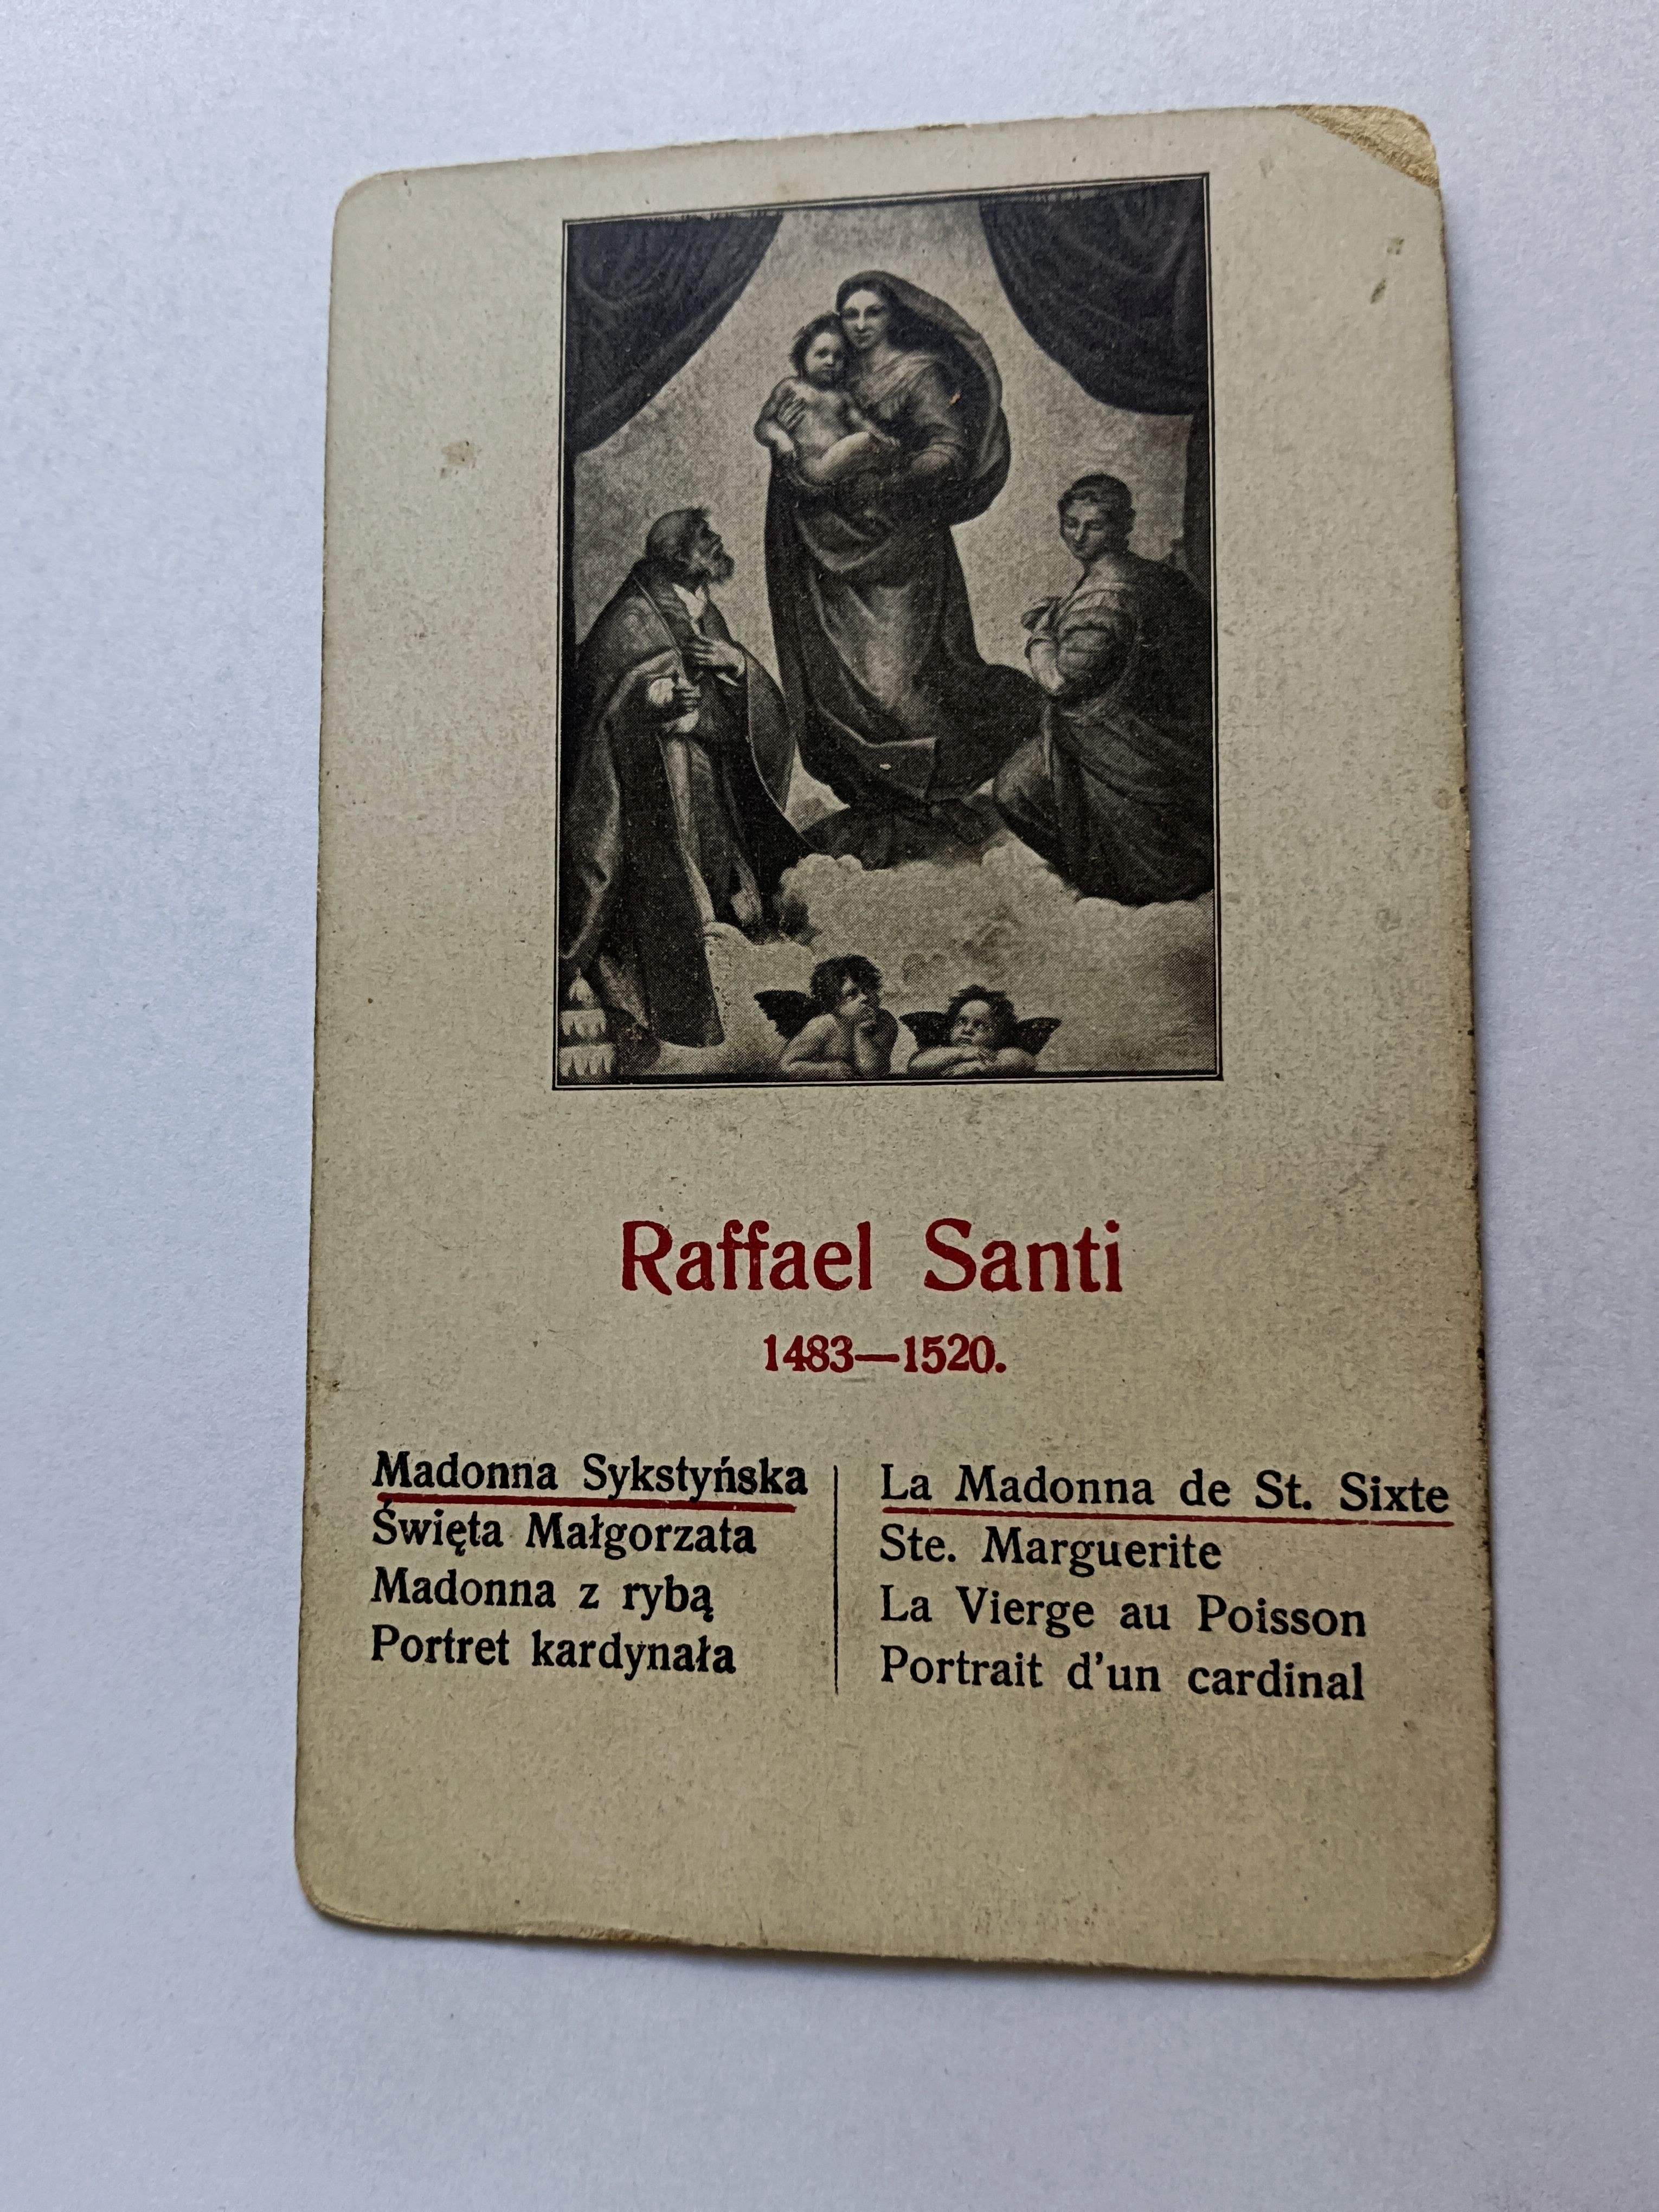 Raffael Santi
1483—1520.
Madonna Sykstyńska
Święta Małgorzata
Madonna z rybą
Portret kardynała
La Madonna de St. Sixte
Ste. Marguerite
La Vierge au Poisson
Portrait d'un cardinal